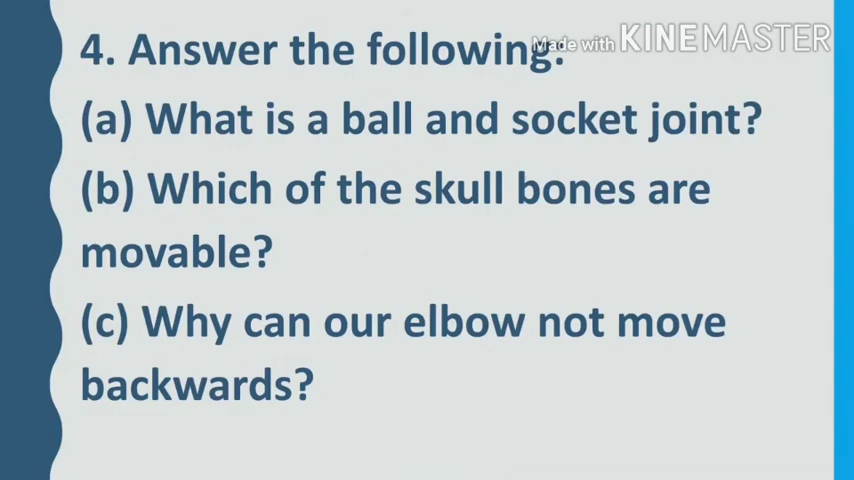 4. Answer the following:
Made with KINEMASTER
(a) What is a ball and socket joint?
(b) Which of the skull bones are
movable?
(c) Why can our elbow not move
backwards?